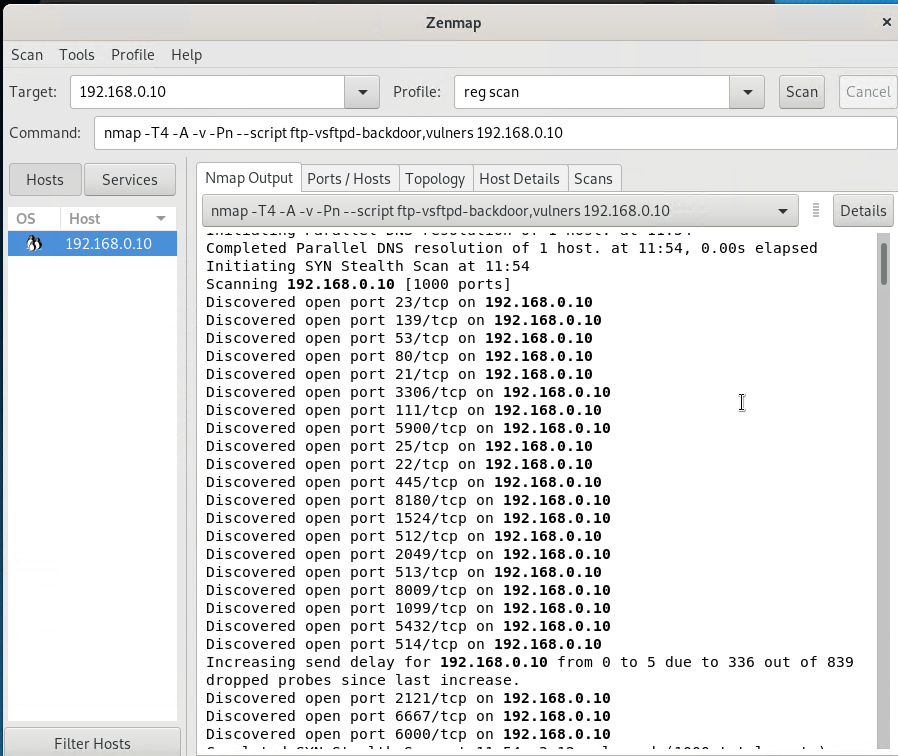 Zenmap
Scan Tools Profile Help
Target: 192.168.0.10 Profile: reg scan Scan Cancel
Command: nmap -T4 -A -v -Pn --script ftp-vsftpd-backdoor,vulners 192.168.0.10
Hosts Services
Nmap Output Ports / Hosts Topology Host Details Scans
OS Host
192.168.0.10
nmap -T4 -A -v -Pn --script ftp-vsftpd-backdoor,vulners 192.168.0.10 Details
Initiating Parallel DNS resolution of 1 host. at 11:54
Completed Parallel DNS resolution of 1 host. at 11:54, 0.00s elapsed
Initiating SYN Stealth Scan at 11:54
Scanning 192.168.0.10 [1000 ports]
Discovered open port 23/tcp on 192.168.0.10
Discovered open port 139/tcp on 192.168.0.10
Discovered open port 53/tcp on 192.168.0.10
Discovered open port 80/tcp on 192.168.0.10
Discovered open port 21/tcp on 192.168.0.10
Discovered open port 3306/tcp on 192.168.0.10
Discovered open port 111/tcp on 192.168.0.10
Discovered open port 5900/tcp on 192.168.0.10
Discovered open port 25/tcp on 192.168.0.10
Discovered open port 22/tcp on 192.168.0.10
Discovered open port 445/tcp on 192.168.0.10
Discovered open port 8180/tcp on 192.168.0.10
Discovered open port 1524/tcp on 192.168.0.10
Discovered open port 512/tcp on 192.168.0.10
Discovered open port 2049/tcp on 192.168.0.10
Discovered open port 513/tcp on 192.168.0.10
Discovered open port 8009/tcp on 192.168.0.10
Discovered open port 1099/tcp on 192.168.0.10
Discovered open port 5432/tcp on 192.168.0.10
Discovered open port 514/tcp on 192.168.0.10
Increasing send delay for 192.168.0.10 from 0 to 5 due to 336 out of 839
dropped probes since last increase.
Discovered open port 2121/tcp on 192.168.0.10
Discovered open port 6667/tcp on 192.168.0.10
Discovered open port 6000/tcp on 192.168.0.10
Filter Hosts